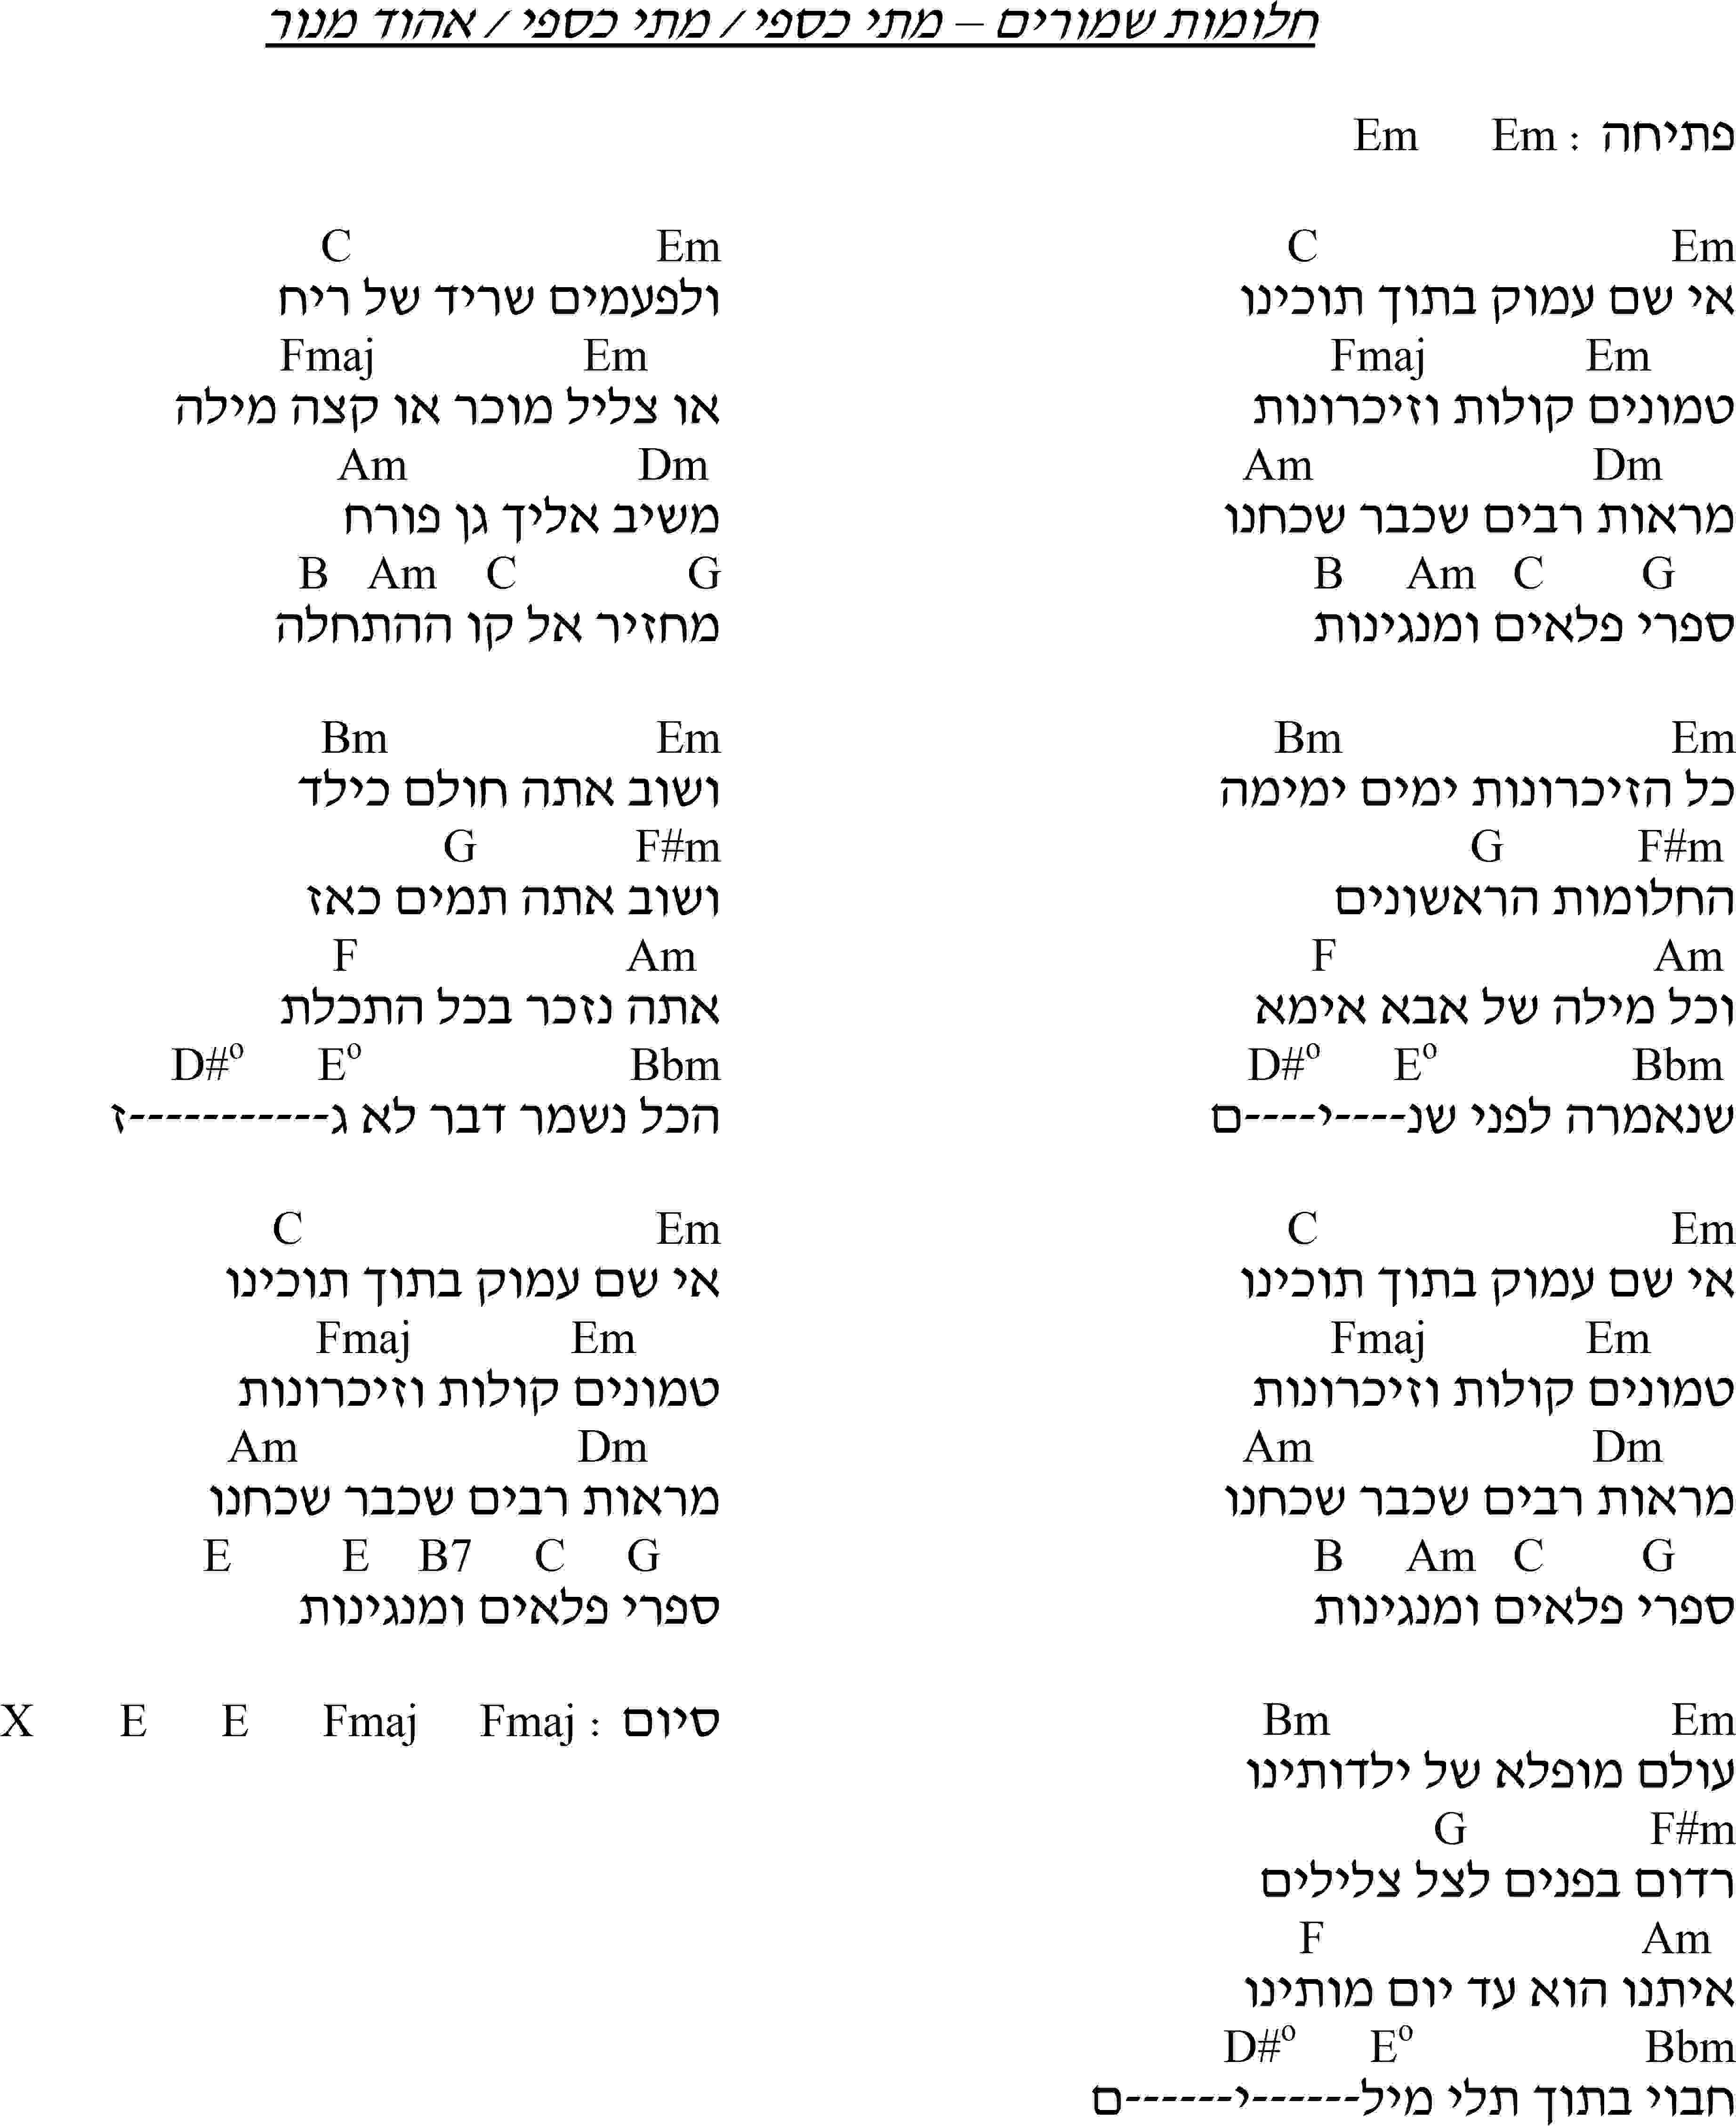 חלומות שמורים – מתי כספי / מתי כספי / אהוד מנור
פתיחה : Em Em
Em C
אי שם עמוק בתוך תוכינו
Em Fmaj
טמונים קולות וזיכרונות
Dm Am
מראות רבים שכבר שכחנו
G C Am B
ספרי פלאים ומנגינות
Em Bm
כל הזיכרונות ימים ימימה
F#m G
החלומות הראשונים
Am F
וכל מילה של אבא אימא
Bbm Eº D#º
שנאמרה לפני שנ----י----ם
Em C
אי שם עמוק בתוך תוכינו
Em Fmaj
טמונים קולות וזיכרונות
Dm Am
מראות רבים שכבר שכחנו
G C Am B
ספרי פלאים ומנגינות
Em Bm
עולם מופלא של ילדותינו
F#m G
רדום בפנים לצל צלילים
Am F
איתנו הוא עד יום מותינו
Bbm Eº D#º
חבוי בתוך תלי מיל------י------ם
Em C
ולפעמים שריד של ריח
Em Fmaj
או צליל מוכר או קצה מילה
Dm Am
משיב אליך גן פורח
G C Am B
מחזיר אל קו ההתחלה
Em Bm
ושוב אתה חולם כילד
F#m G
ושוב אתה תמים כאז
Am F
אתה נזכר בכל התכלת
Bbm Eº D#º
הכל נשמר דבר לא ג-----------ז
Em C
אי שם עמוק בתוך תוכינו
Em Fmaj
טמונים קולות וזיכרונות
Dm Am
מראות רבים שכבר שכחנו
G C B7 E E
ספרי פלאים ומנגינות
סיום : Fmaj Fmaj E E X